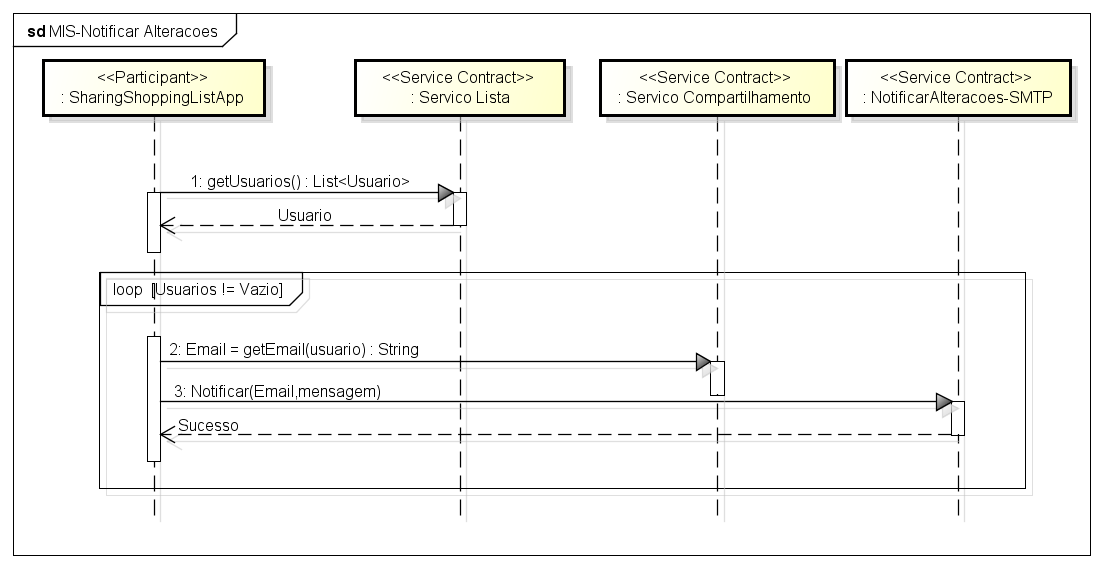 sd MIS-Notificar Alteracoes
<<Participant>>
: SharingShoppingListApp
<<Service Contract>>
: Servico Lista
<<Service Contract>>
: Servico Compartilhamento
<<Service Contract>>
: NotificarAlteracoes-SMTP
1: getUsuarios() : List<Usuario>
Usuario
loop [Usuarios != Vazio]
2: Email = getEmail(usuario) : String
3: Notificar(Email,mensagem)
Sucesso